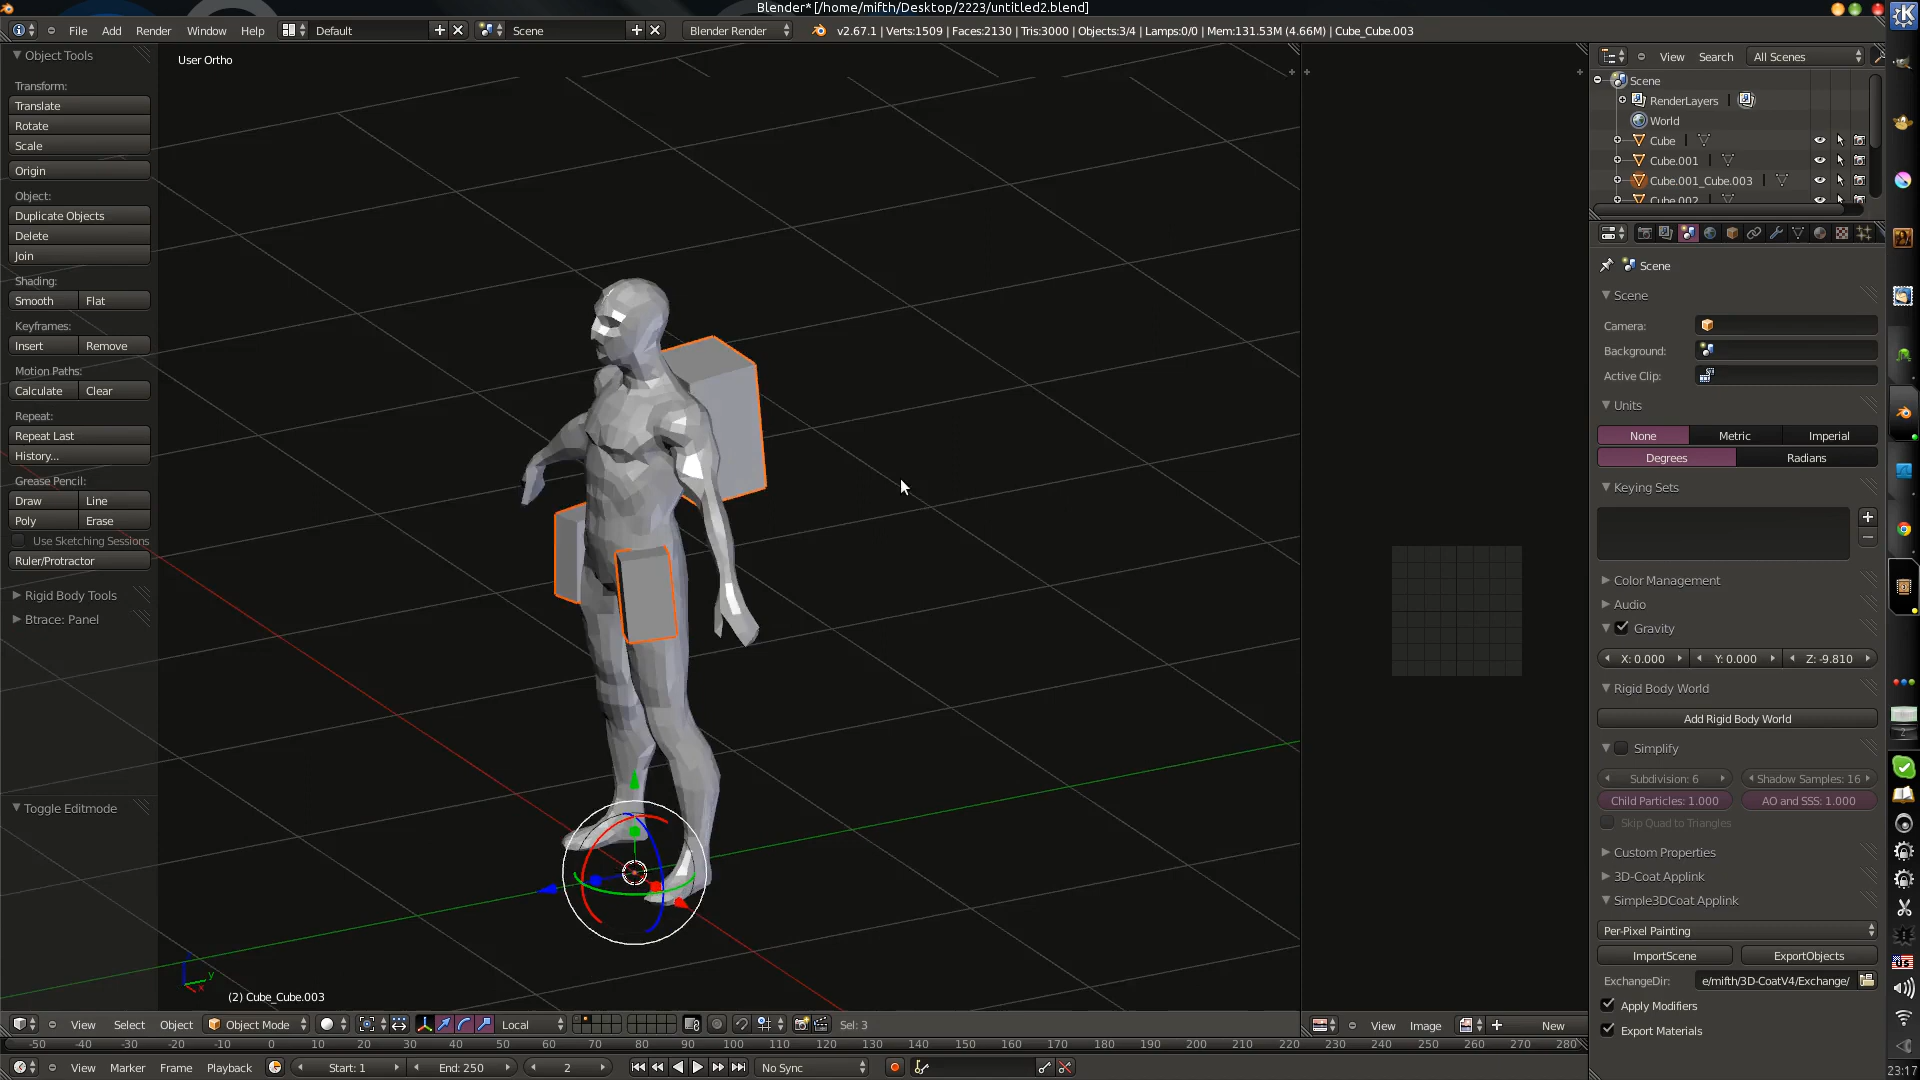 Blender* [/home/mifth/Desktop/2223/untitled2.blend]
File Add Render Window Help Default Scene Blender Render v2.67.1 | Verts:1509 | Faces:2130 | Tris:3000 | Objects:3/4 | Lamps:0/0 | Mem:131.53M (4.66M) | Cube_Cube.003
Object Tools
Transform:
Translate
Rotate
Scale
Origin
Object:
Duplicate Objects
Delete
Join
Shading:
Smooth Flat
Keyframes:
Insert Remove
Motion Paths:
Calculate Clear
Repeat:
Repeat Last
History...
Grease Pencil:
Draw Line
Poly Erase
Use Sketching Sessions
Ruler/Protractor
Rigid Body Tools
Btrace: Panel
Toggle Editmode
User Ortho
y
x
(2) Cube_Cube.003
View Select Object Object Mode Local Sel: 3
View Image New
-50 -40 -30 -20 -10 0 10 20 30 40 50 60 70 80 90 100 110 120 130 140 150 160 170 180 190 200 210 220 230 240 250 260 270 280
View Marker Frame Playback Start: 1 End: 250 2 No Sync
View Search All Scenes
Scene
RenderLayers
World
Cube
Cube.001
Cube.001_Cube.003
Cube.002
Scene
Scene
Camera:
Background:
Active Clip:
Units
None Metric Imperial
Degrees Radians
Keying Sets
Color Management
Audio
Gravity
X: 0.000 Y: 0.000 Z: -9.810
Rigid Body World
Add Rigid Body World
Simplify
Subdivision: 6 Shadow Samples: 16
Child Particles: 1.000 AO and SSS: 1.000
Skip Quad to Triangles
Custom Properties
3D-Coat Applink
Simple3DCoat Applink
Per-Pixel Painting
ImportScene ExportObjects
ExchangeDir: e/mifth/3D-CoatV4/Exchange/
Apply Modifiers
Export Materials
2
23:17